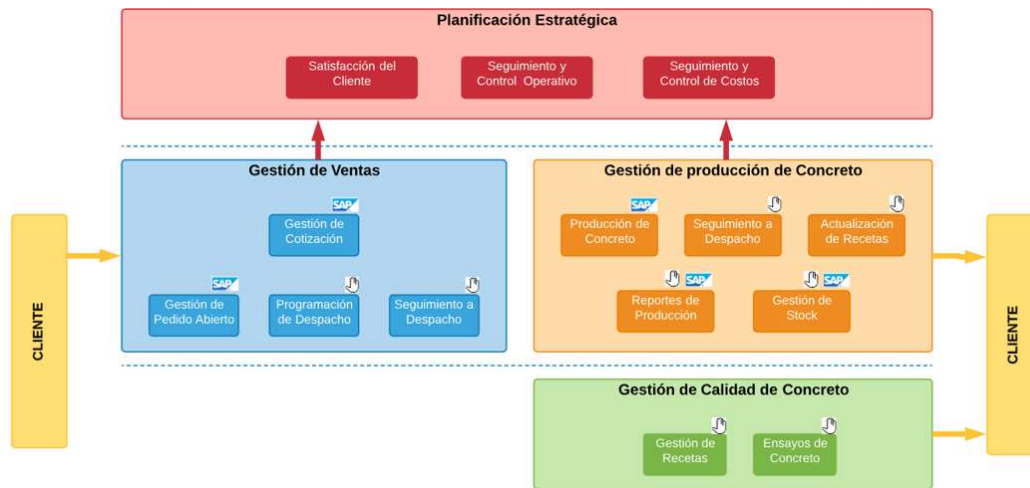 Planificación Estratégica
Satisfacción del
Cliente
Seguimiento y
Control Operativo
Seguimiento y
Control de Costos
Gestión de Ventas
SAP
Gestión de
Cotización
SAP
Gestión de
Pedido Abierto
Programación
de Despacho
Seguimiento a
Despacho
Gestión de producción de Concreto
SAP
Producción de
Concreto
Seguimiento a
Despacho
Actualización
de Recetas
SAP
Reportes de
Producción
SAP
Gestión de
Stock
Gestión de Calidad de Concreto
Gestión de
Recetas
Ensayos de
Concreto
CLIENTE
CLIENTE